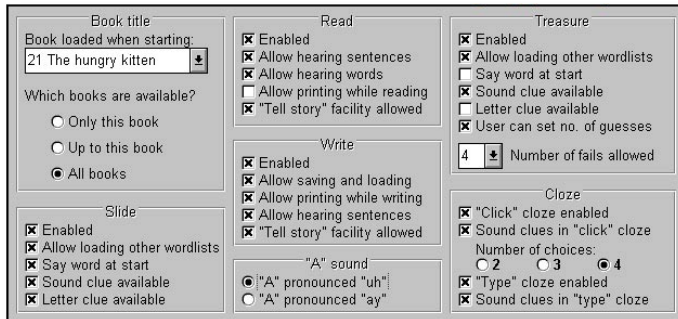 Book title
Book loaded when starting:
21 The hungry kitten
Which books are available?
Only this book
Up to this book
All books
Slide
Enabled
Allow loading other wordlists
Say word at start
Sound clue available
Letter clue available
Read
Enabled
Allow hearing sentences
Allow hearing words
Allow printing while reading
"Tell story" facility allowed
Write
Enabled
Allow saving and loading
Allow printing while writing
Allow hearing sentences
"Tell story" facility allowed
"A" sound
"A" pronounced "uh"
"A" pronounced "ay"
Treasure
Enabled
Allow loading other wordlists
Say word at start
Sound clue available
Letter clue available
User can set no. of guesses
4 Number of fails allowed
Cloze
"Click" cloze enabled
Sound clues in "click" cloze
Number of choices:
2 3 4
"Type" cloze enabled
Sound clues in "type" cloze